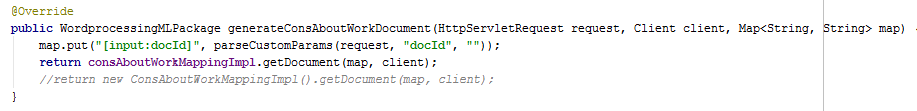 @Override
public WordprocessingMLPackage generateConsAboutWorkDocument(HttpServletRequest request, Client client, Map<String, String> map)
map.put("[input:docId]", parseCustomParams(request, "docId", ""));
return consAboutWorkMappingImpl.getDocument(map, client);
//return new ConsAboutWorkMappingImpl().getDocument(map, client);
}